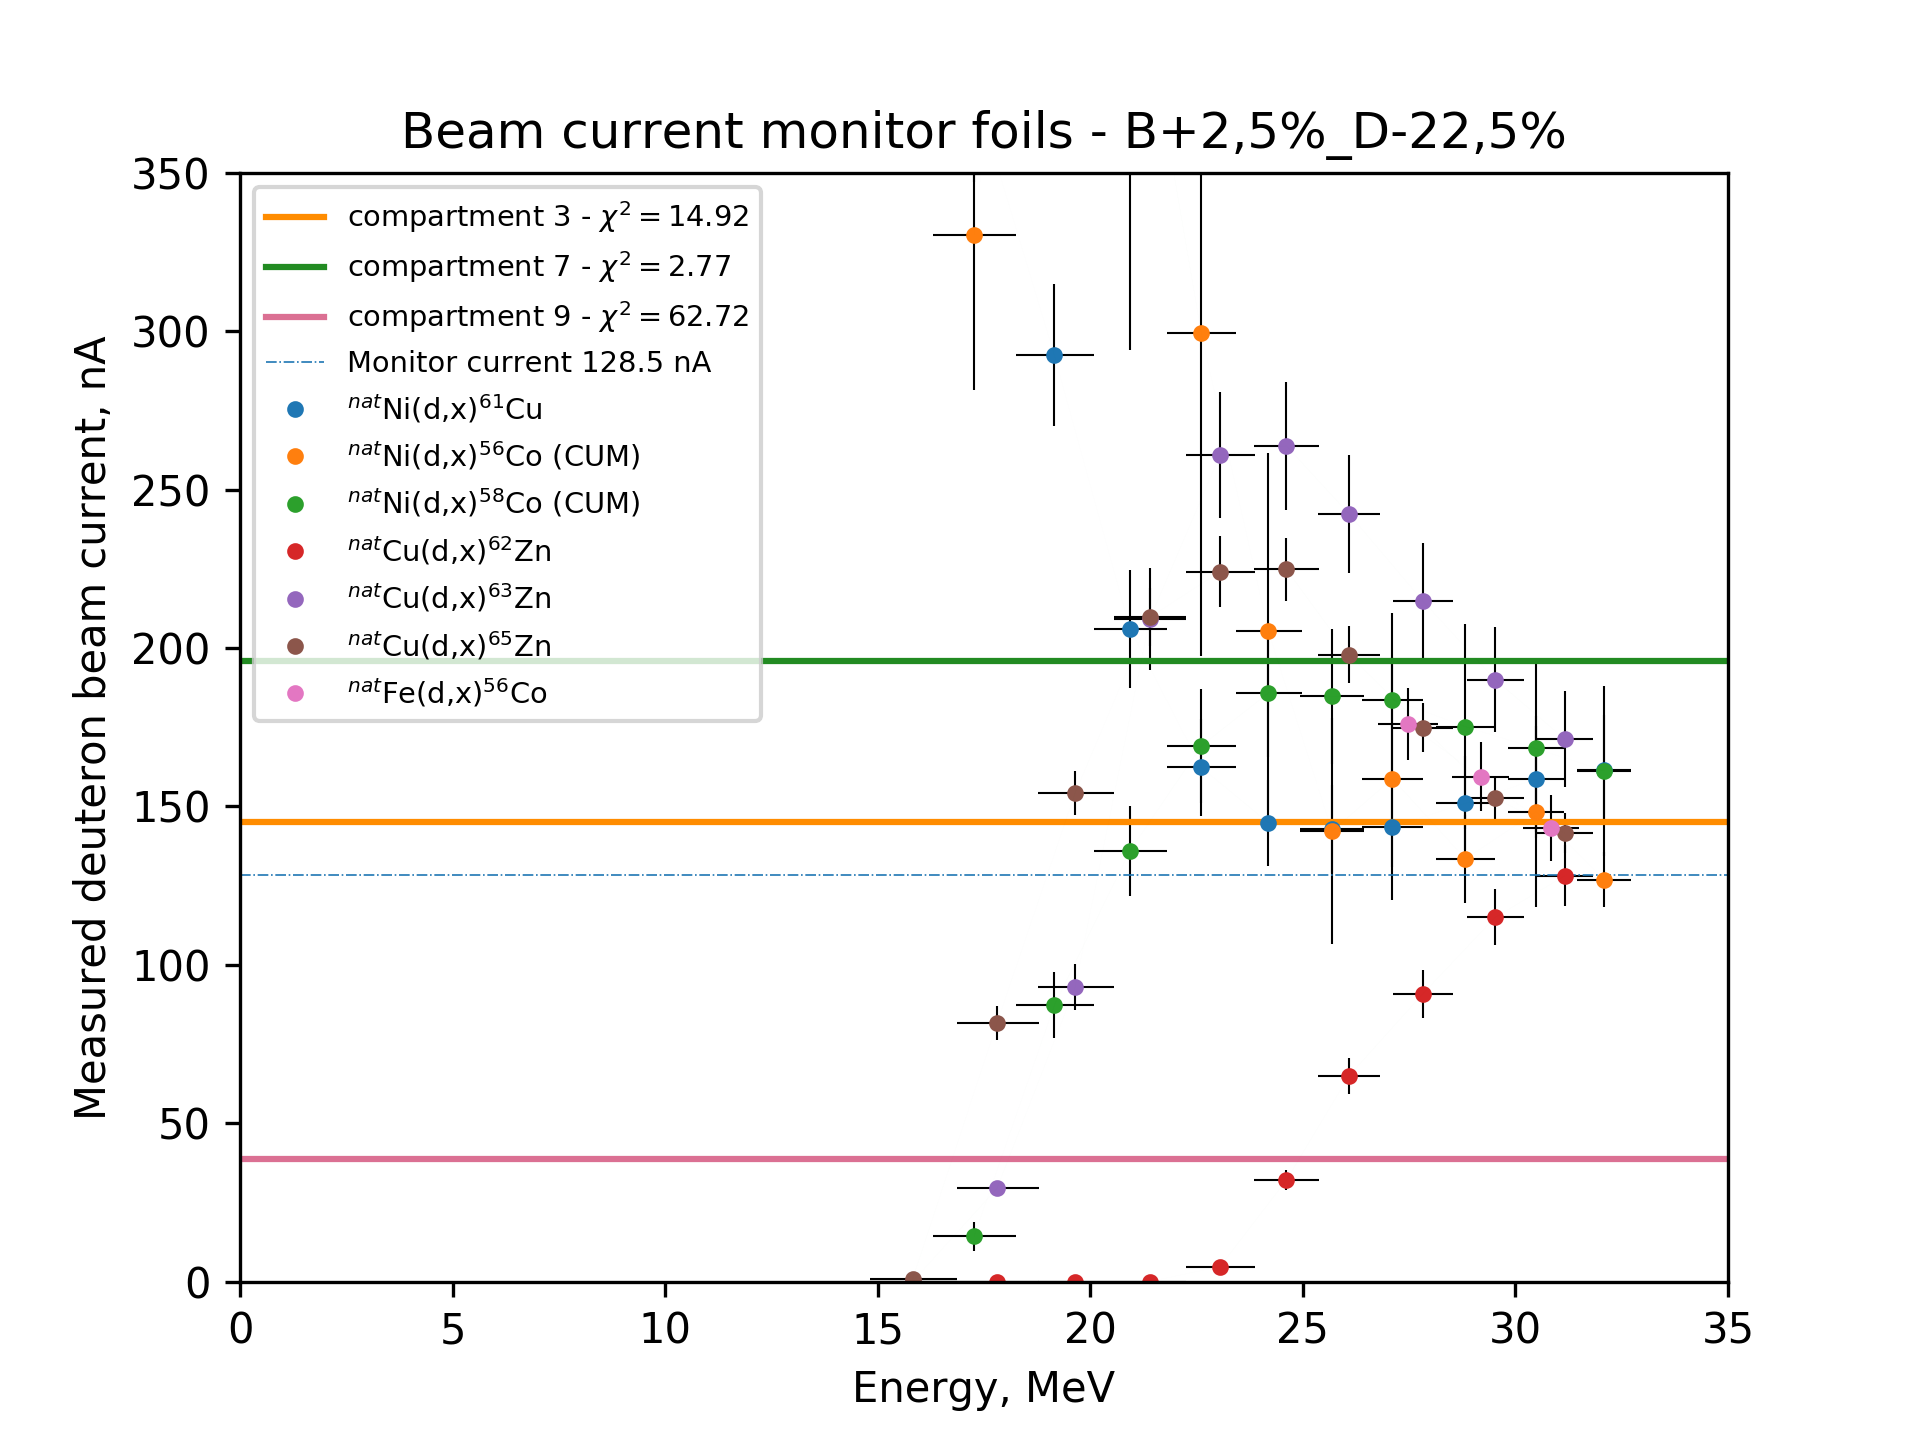 Beam current monitor foils - B+2,5%_D-22,5%
350
300
250
200
150
100
50
0
Measured deuteron beam current, nA
compartment 3 - χ² = 14.92
compartment 7 - χ² = 2.77
compartment 9 - χ² = 62.72
Monitor current 128.5 nA
ⁿᵃᵗNi(d,x)⁶¹Cu
ⁿᵃᵗNi(d,x)⁵⁶Co (CUM)
ⁿᵃᵗNi(d,x)⁵⁸Co (CUM)
ⁿᵃᵗCu(d,x)⁶²Zn
ⁿᵃᵗCu(d,x)⁶³Zn
ⁿᵃᵗCu(d,x)⁶⁵Zn
ⁿᵃᵗFe(d,x)⁵⁶Co
0 5 10 15 20 25 30 35
Energy, MeV